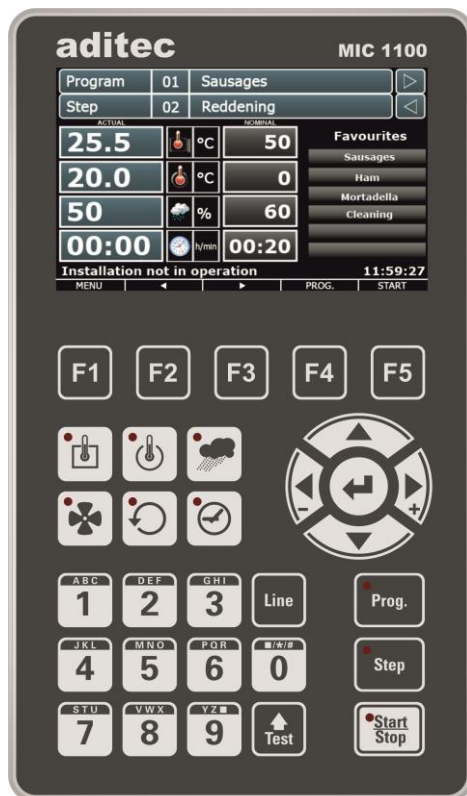 aditec
MIC 1100
Program 01 Sausages
Step 02 Reddening
ACTUAL NOMINAL
25.5 °C 50
20.0 °C 0
50 % 60
00:00 h/min 00:20
Favourites
Sausages
Ham
Mortadella
Cleaning
Installation not in operation 11:59:27
MENU ◄ ► PROG. START
F1 F2 F3 F4 F5
- +
ABC DEF GHI
1 2 3 Line Prog.
JKL MNO PQR ■/*/#
4 5 6 0 Step
STU VWX YZ■
7 8 9 Test Start
Stop